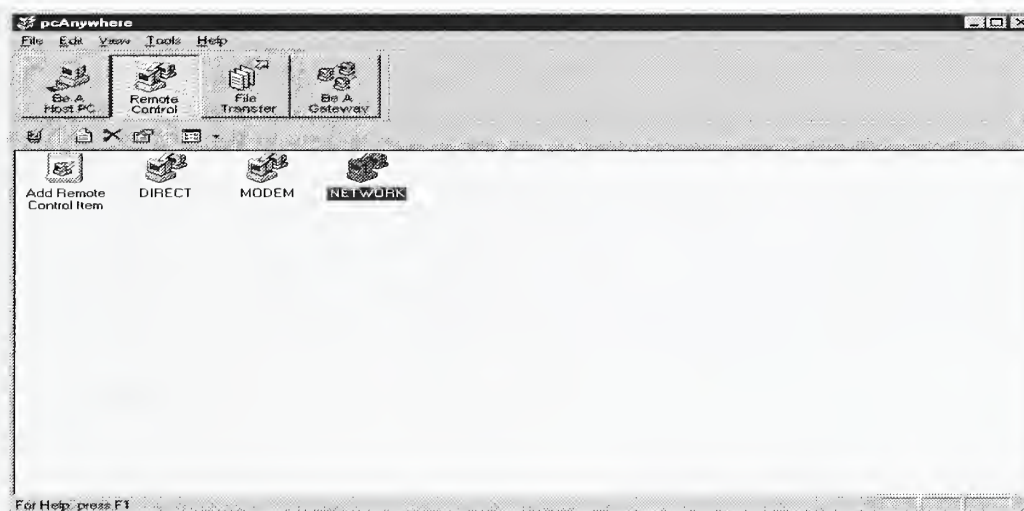 pcAnywhere
File Edit View Tools Help
Be A
Host PC
Remote
Control
File
Transfer
Be A
Gateway
Add Remote
Control Item
DIRECT
MODEM
NETWORK
For Help, press F1